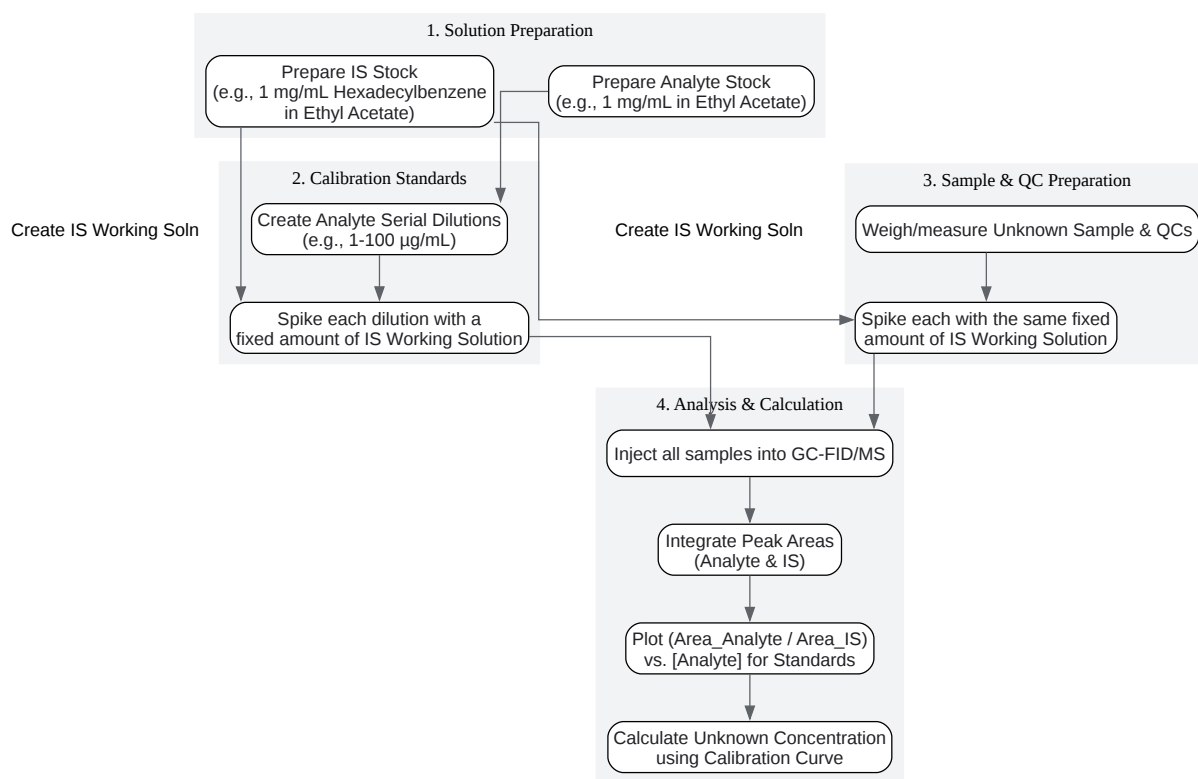 1. Solution Preparation
Prepare IS Stock
(e.g., 1 mg/mL Hexadecylbenzene
in Ethyl Acetate)
Prepare Analyte Stock
(e.g., 1 mg/mL in Ethyl Acetate)
2. Calibration Standards
Create Analyte Serial Dilutions
(e.g., 1-100 µg/mL)
Create IS Working Soln
Create IS Working Soln
Spike each dilution with a
fixed amount of IS Working Solution
3. Sample & QC Preparation
Weigh/measure Unknown Sample & QCs
Spike each with the same fixed
amount of IS Working Solution
4. Analysis & Calculation
Inject all samples into GC-FID/MS
Integrate Peak Areas
(Analyte & IS)
Plot (Area_Analyte / Area_IS)
vs. [Analyte] for Standards
Calculate Unknown Concentration
using Calibration Curve